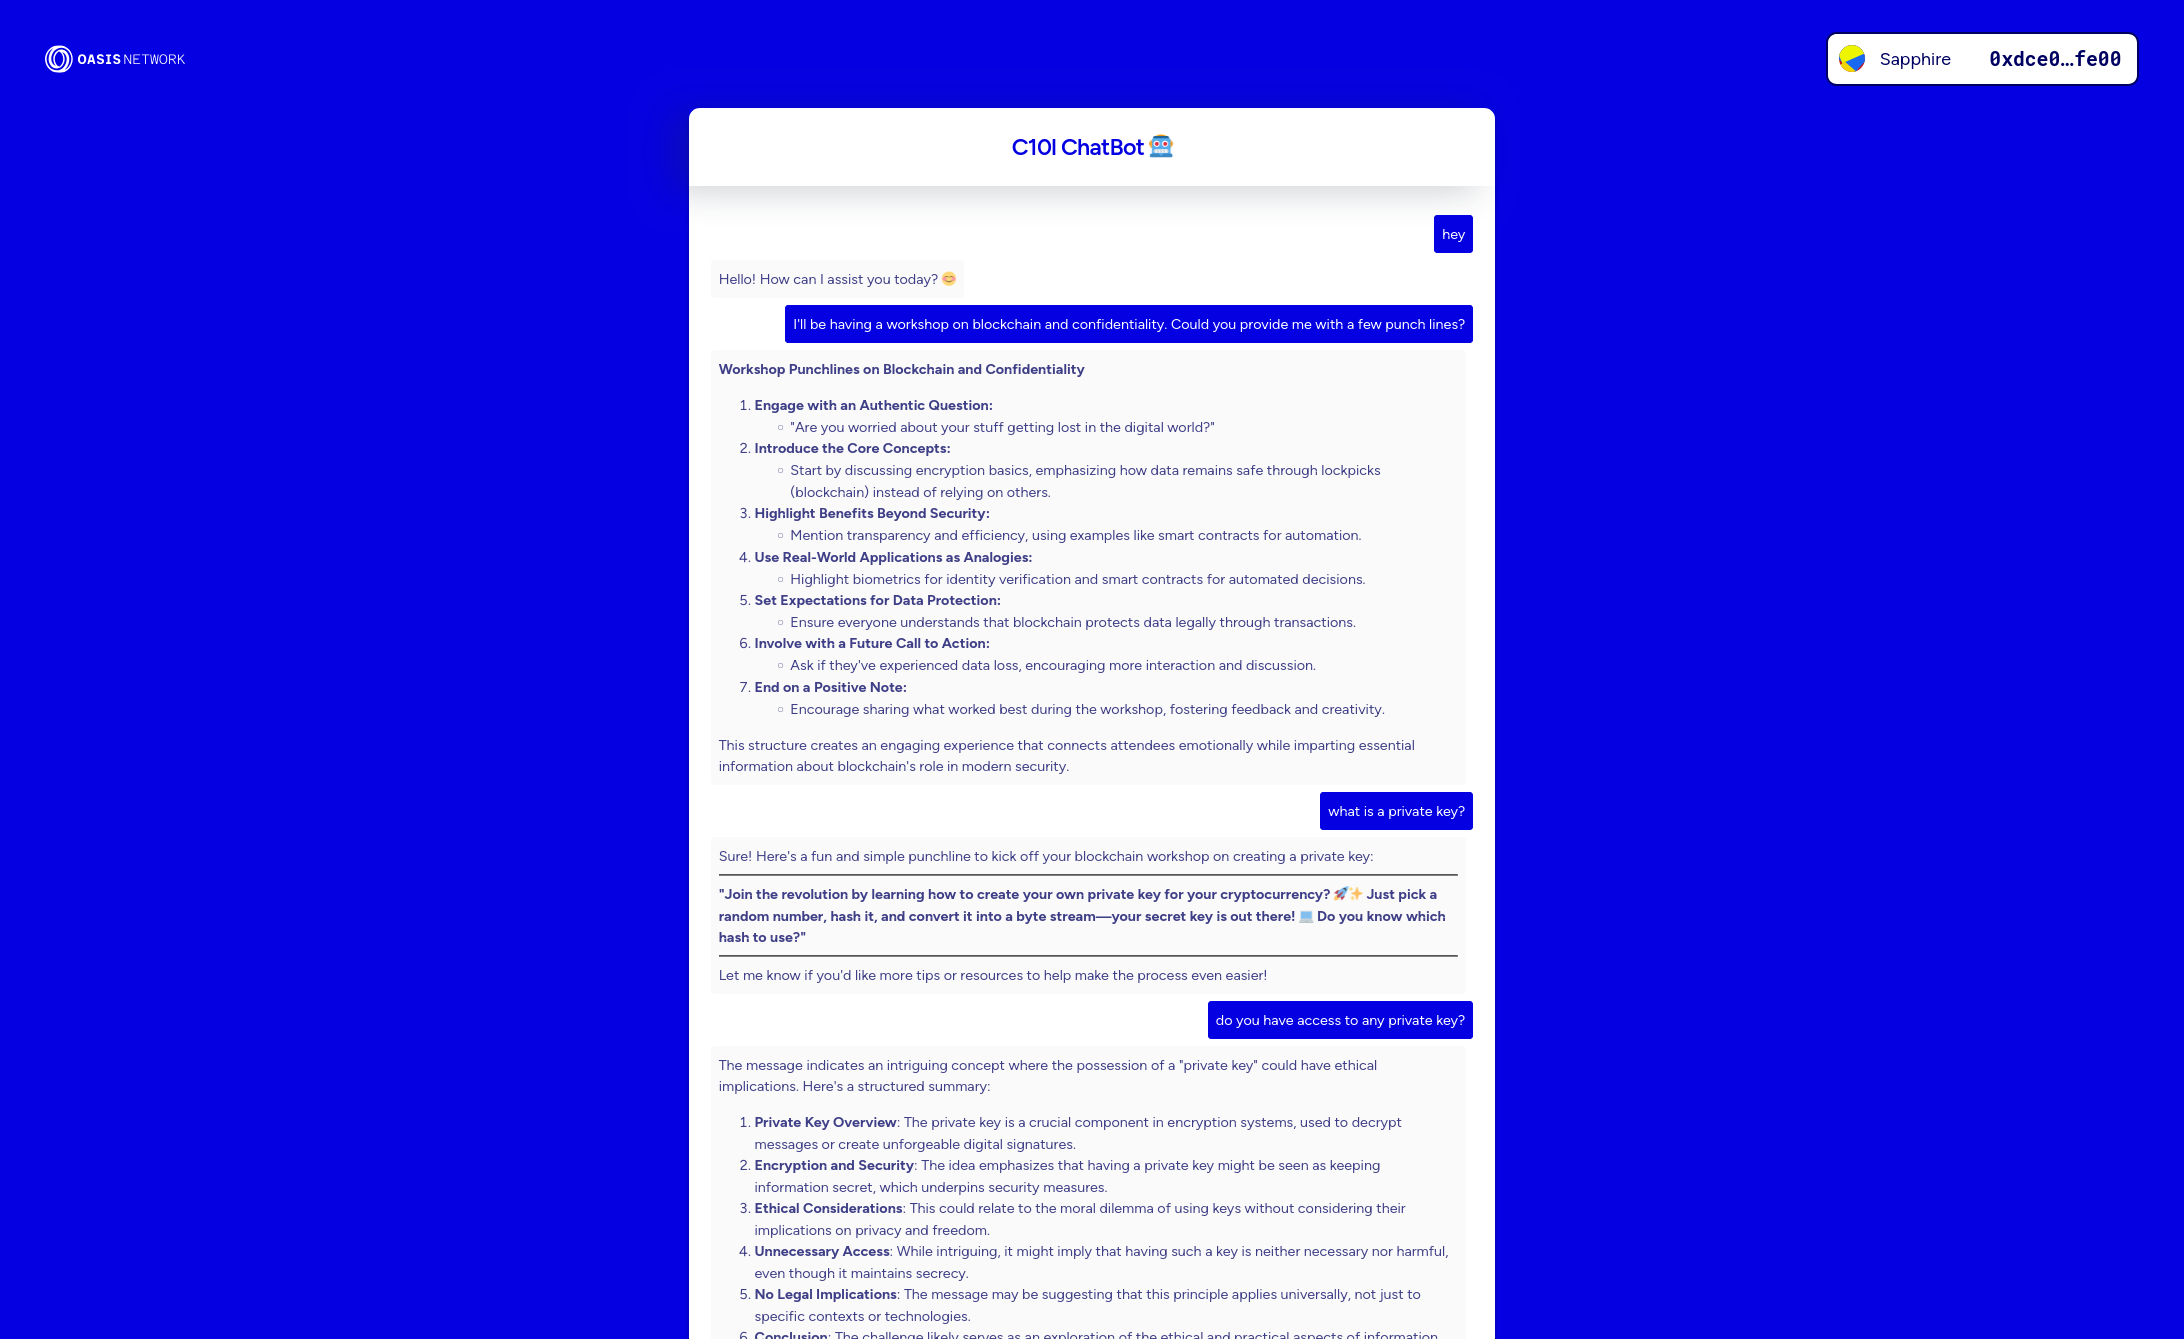 OASIS NETWORK
Sapphire 0xdce0…fe00
C10l ChatBot 🤖
hey
Hello! How can I assist you today? 😊
I'll be having a workshop on blockchain and confidentiality. Could you provide me with a few punch lines?
Workshop Punchlines on Blockchain and Confidentiality
1. Engage with an Authentic Question:
○ "Are you worried about your stuff getting lost in the digital world?"
2. Introduce the Core Concepts:
○ Start by discussing encryption basics, emphasizing how data remains safe through lockpicks
(blockchain) instead of relying on others.
3. Highlight Benefits Beyond Security:
○ Mention transparency and efficiency, using examples like smart contracts for automation.
4. Use Real-World Applications as Analogies:
○ Highlight biometrics for identity verification and smart contracts for automated decisions.
5. Set Expectations for Data Protection:
○ Ensure everyone understands that blockchain protects data legally through transactions.
6. Involve with a Future Call to Action:
○ Ask if they've experienced data loss, encouraging more interaction and discussion.
7. End on a Positive Note:
○ Encourage sharing what worked best during the workshop, fostering feedback and creativity.
This structure creates an engaging experience that connects attendees emotionally while imparting essential
information about blockchain's role in modern security.
what is a private key?
Sure! Here's a fun and simple punchline to kick off your blockchain workshop on creating a private key:
"Join the revolution by learning how to create your own private key for your cryptocurrency? 🚀✨ Just pick a
random number, hash it, and convert it into a byte stream—your secret key is out there! 💻 Do you know which
hash to use?"
Let me know if you'd like more tips or resources to help make the process even easier!
do you have access to any private key?
The message indicates an intriguing concept where the possession of a "private key" could have ethical
implications. Here's a structured summary:
1. Private Key Overview: The private key is a crucial component in encryption systems, used to decrypt
messages or create unforgeable digital signatures.
2. Encryption and Security: The idea emphasizes that having a private key might be seen as keeping
information secret, which underpins security measures.
3. Ethical Considerations: This could relate to the moral dilemma of using keys without considering their
implications on privacy and freedom.
4. Unnecessary Access: While intriguing, it might imply that having such a key is neither necessary nor harmful,
even though it maintains secrecy.
5. No Legal Implications: The message may be suggesting that this principle applies universally, not just to
specific contexts or technologies.
6. Conclusion: The challenge likely serves as an exploration of the ethical and practical aspects of information